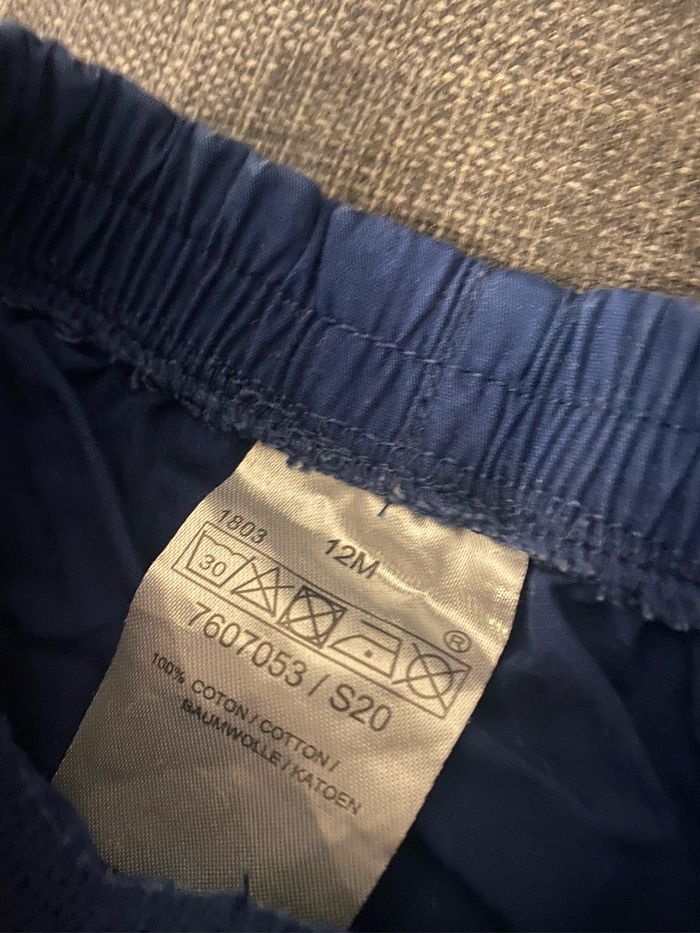 1803 12M
30
®
7607053 / S20
100% COTON / COTTON /
BAUMWOLLE / KATOEN